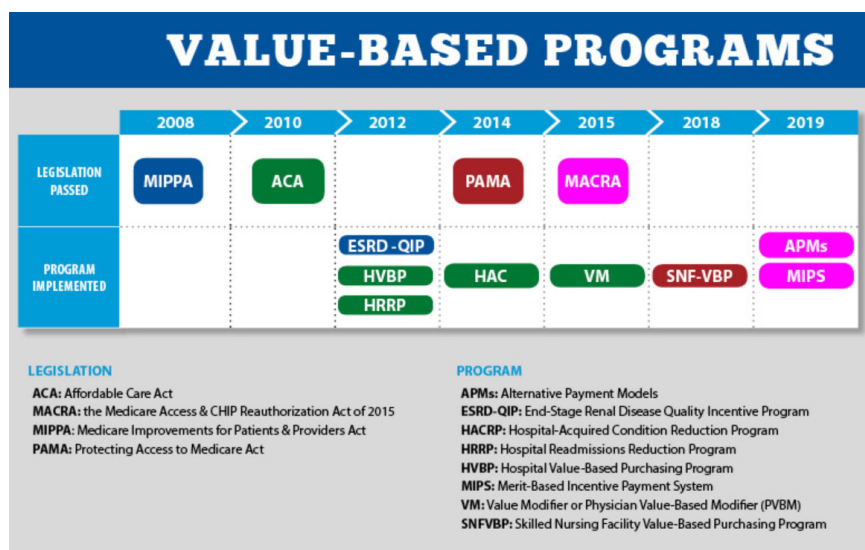 VALUE-BASED PROGRAMS
2008 2010 2012 2014 2015 2018 2019
LEGISLATION
PASSED
MIPPA ACA PAMA MACRA
PROGRAM
IMPLEMENTED
ESRD -QIP APMs
HVBP HAC VM SNF-VBP MIPS
HRRP
LEGISLATION
ACA: Affordable Care Act
MACRA: the Medicare Access & CHIP Reauthorization Act of 2015
MIPPA: Medicare Improvements for Patients & Providers Act
PAMA: Protecting Access to Medicare Act
PROGRAM
APMs: Alternative Payment Models
ESRD-QIP: End-Stage Renal Disease Quality Incentive Program
HACRP: Hospital-Acquired Condition Reduction Program
HRRP: Hospital Readmissions Reduction Program
HVBP: Hospital Value-Based Purchasing Program
MIPS: Merit-Based Incentive Payment System
VM: Value Modifier or Physician Value-Based Modifier (PVBM)
SNFVBP: Skilled Nursing Facility Value-Based Purchasing Program